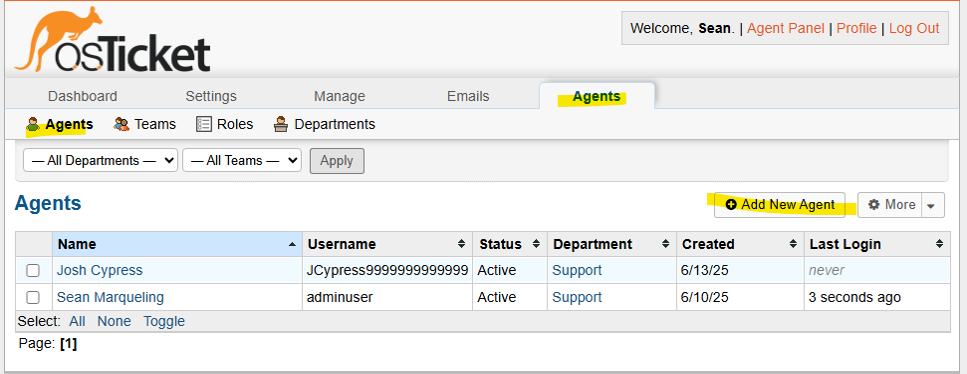 osTicket
Welcome, Sean. | Agent Panel | Profile | Log Out
Dashboard Settings Manage Emails Agents
Agents Teams Roles Departments
— All Departments — — All Teams — Apply
Agents Add New Agent More
Name Username Status Department Created Last Login
Josh Cypress JCypress9999999999999 Active Support 6/13/25 never
Sean Marqueling adminuser Active Support 6/10/25 3 seconds ago
Select: All None Toggle
Page: [1]